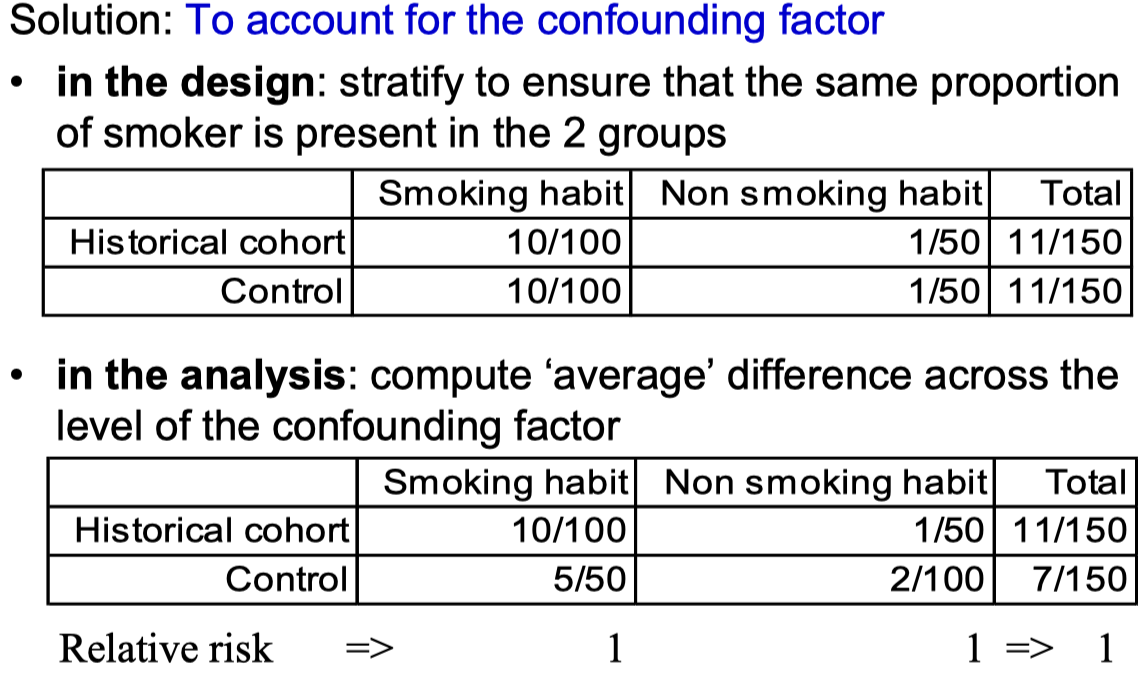 Solution: To account for the confounding factor
• in the design: stratify to ensure that the same proportion
of smoker is present in the 2 groups
Smoking habit Non smoking habit Total
Historical cohort 10/100 1/50 11/150
Control 10/100 1/50 11/150
• in the analysis: compute ‘average’ difference across the
level of the confounding factor
Smoking habit Non smoking habit Total
Historical cohort 10/100 1/50 11/150
Control 5/50 2/100 7/150
Relative risk => 1 1 => 1